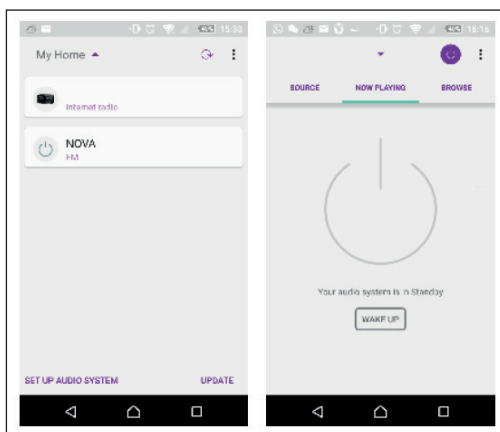 15:33
My Home
Internet radio
NOVA
FM
SET UP AUDIO SYSTEM
UPDATE
16:16
SOURCE
NOW PLAYING
BROWSE
Your audio system is in Standby
WAKE UP